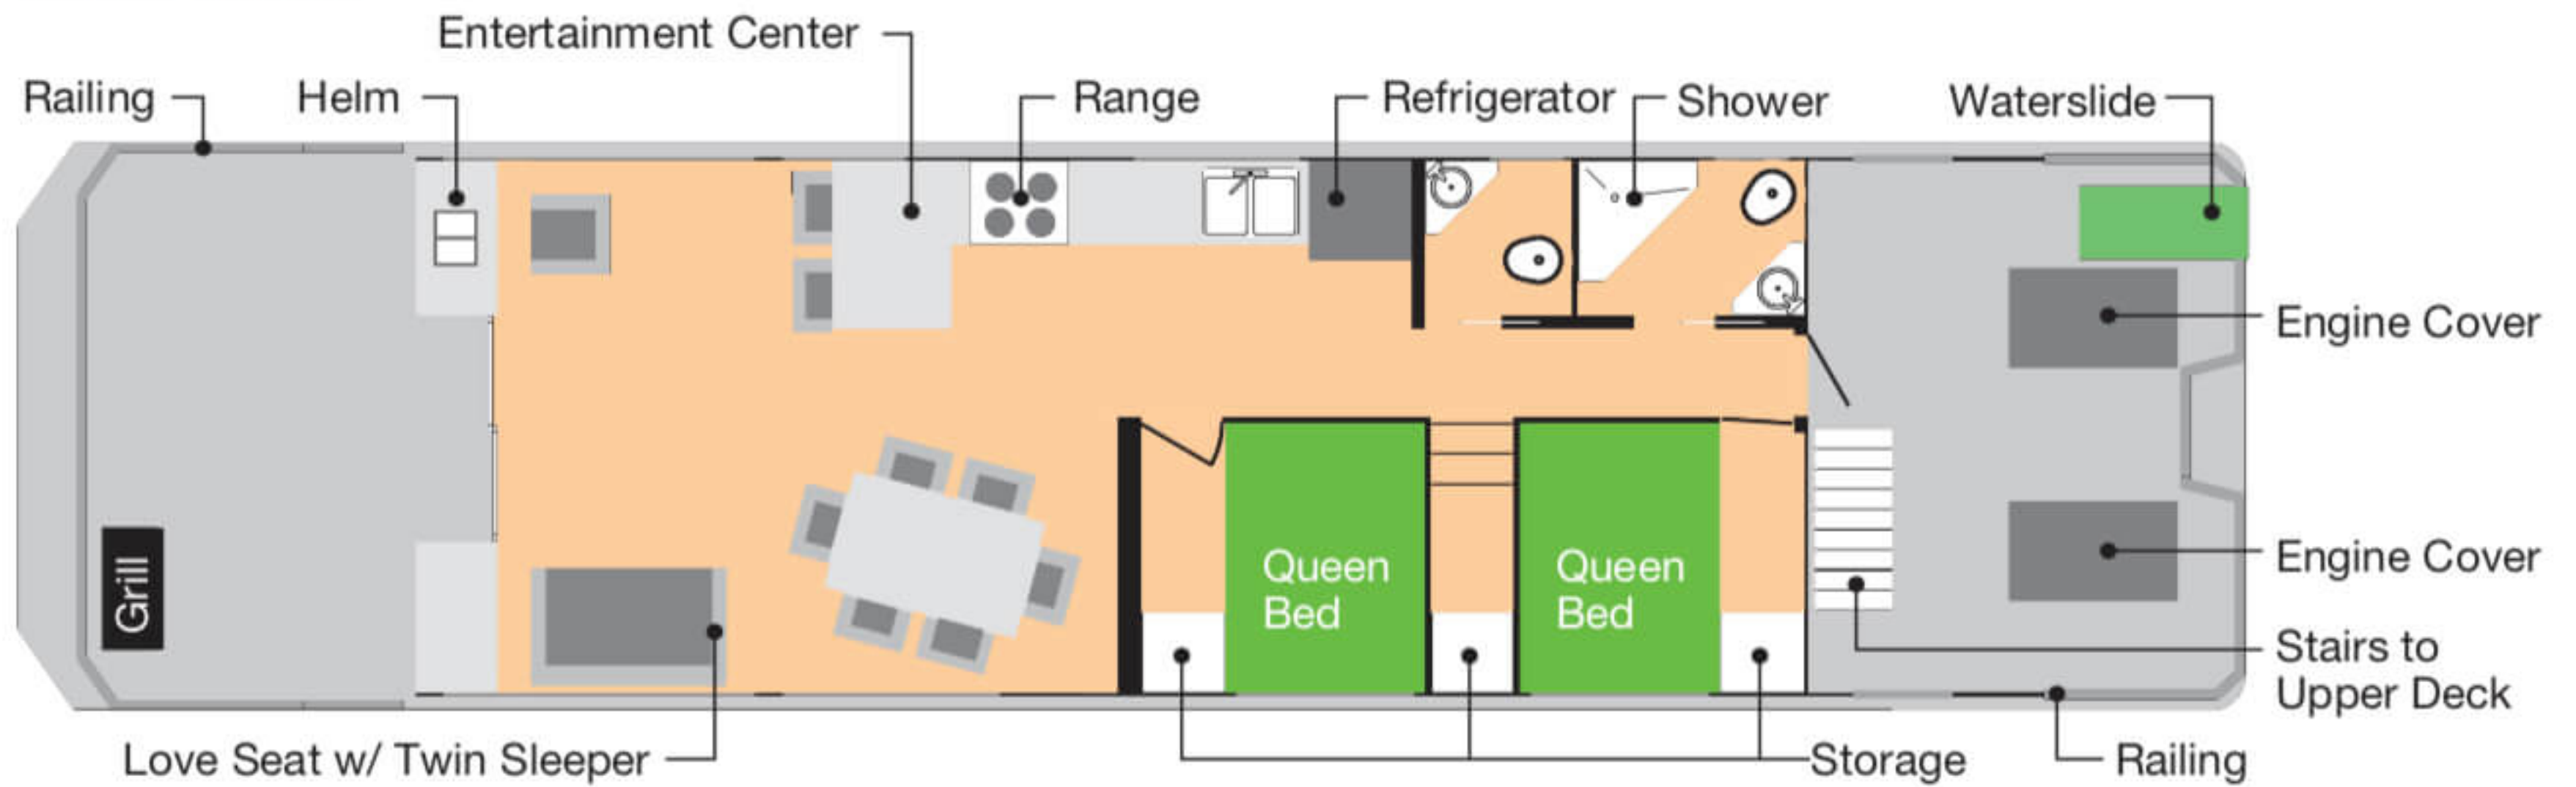 Entertainment Center
Railing
Helm
Range
Refrigerator
Shower
Waterslide
Engine Cover
Grill
Queen
Bed
Queen
Bed
Engine Cover
Stairs to
Upper Deck
Love Seat w/ Twin Sleeper
Storage
Railing